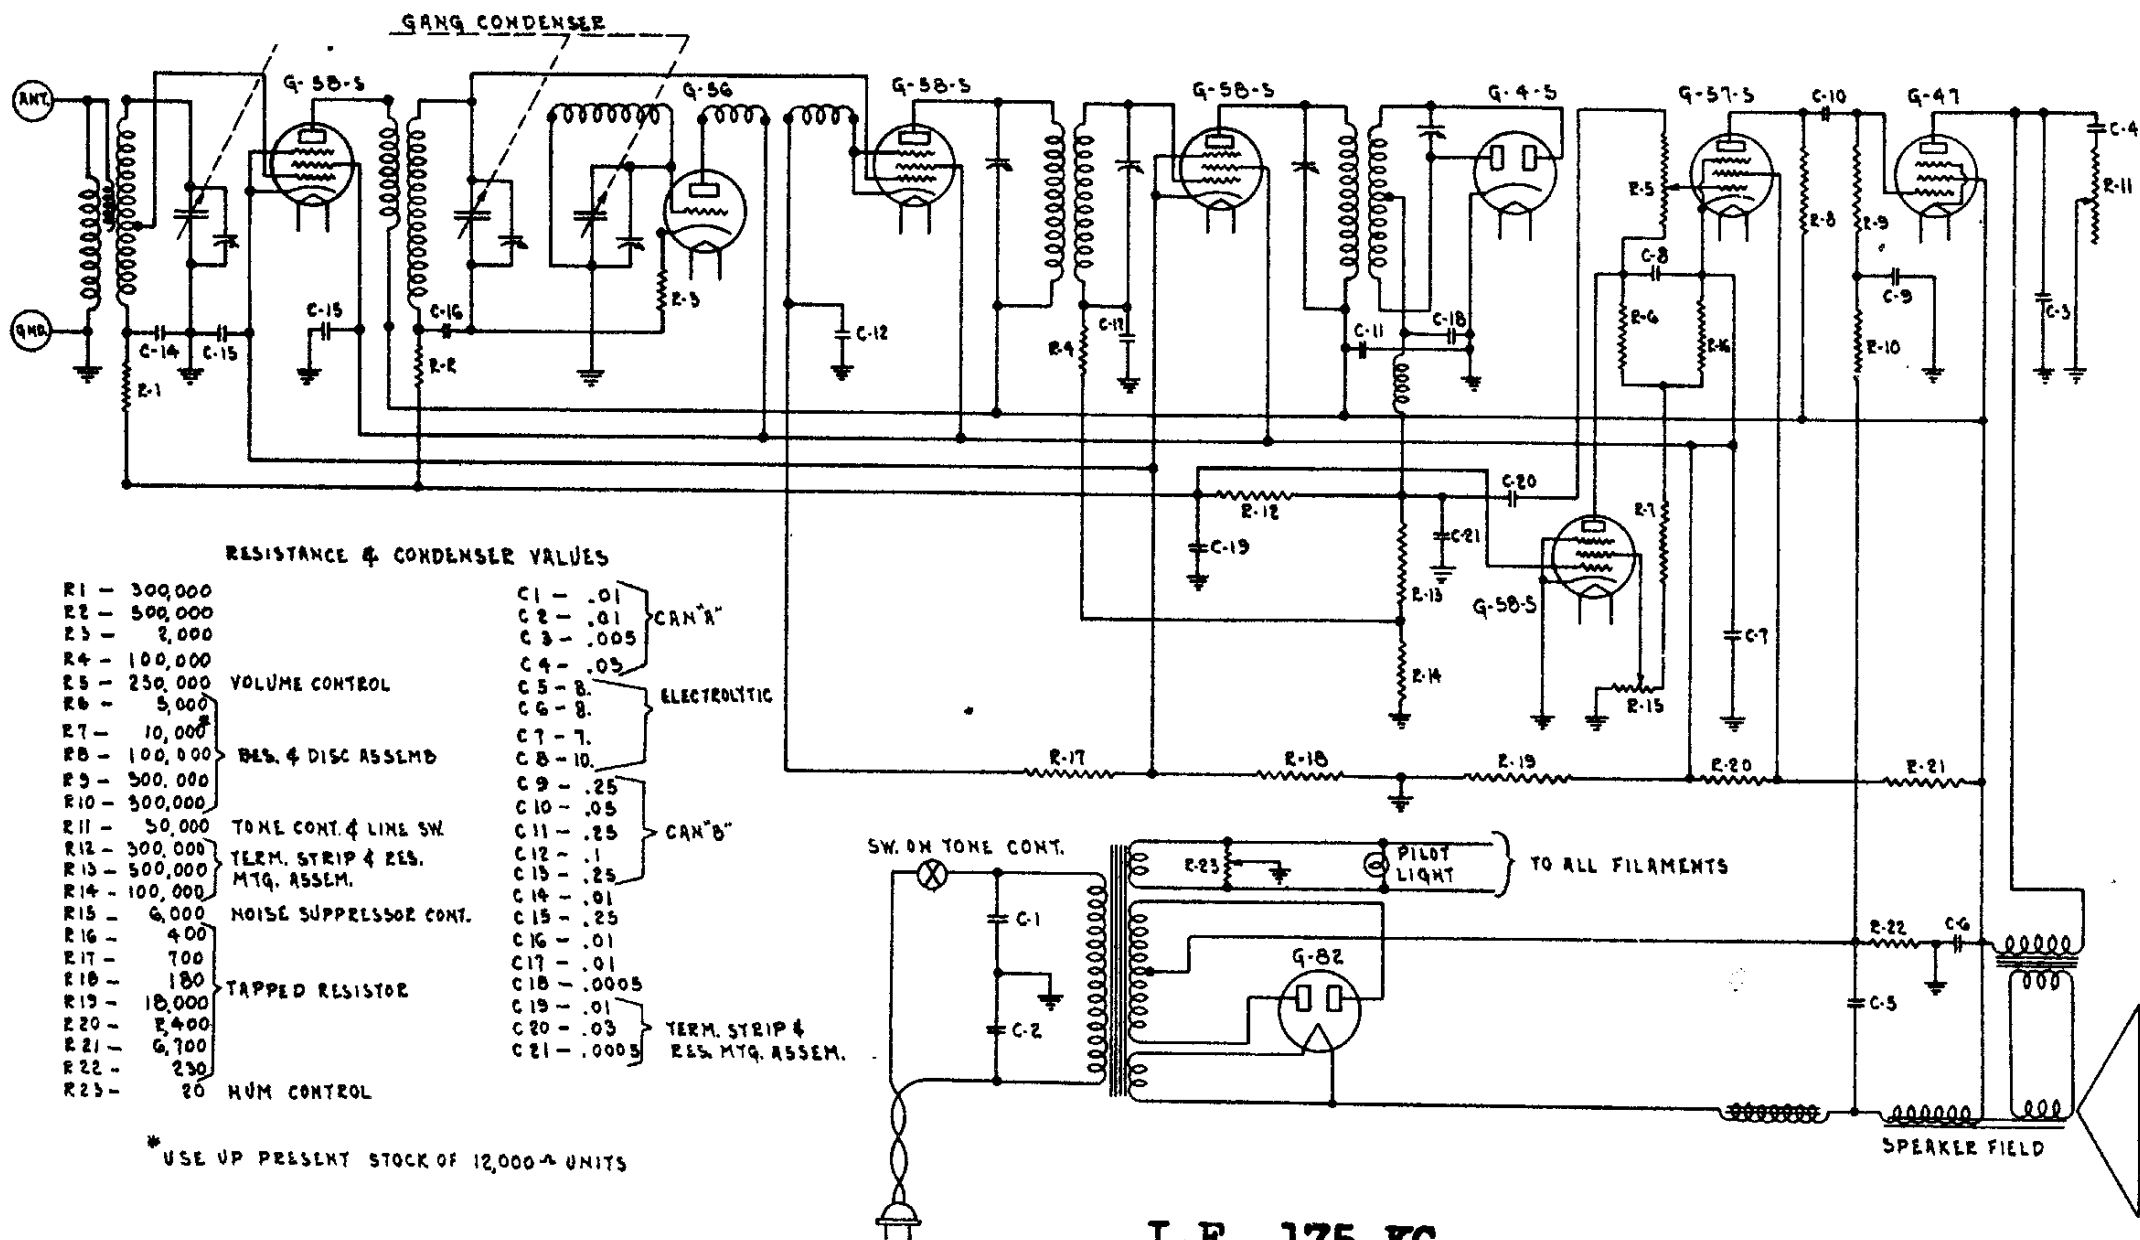 GANG CONDENSER
ANT.
G-58-S
G-56
G-58-S
G-58-S
G-4-S
G-57-S
C-10
G-47
C-4
R-11
R-5
R-8
R-9
C-8
C-9
GND.
C-14
C-15
C-15
C-16
R-2
R-3
C-12
R-4
C-17
C-11
C-18
R-6
R-16
R-10
C-3
R-1
R-12
C-20
R-7
C-19
C-21
G-58-S
R-13
C-7
R-14
R-15
R-17
R-18
R-19
R-20
R-21
RESISTANCE & CONDENSER VALUES
R1 - 300,000
R2 - 500,000
R3 - 2,000
R4 - 100,000
R5 - 250,000 VOLUME CONTROL
R6 - 5,000
R7 - 10,000*
R8 - 100,000 RES. & DISC ASSEMB
R9 - 500,000
R10 - 500,000
R11 - 50,000 TONE CONT. & LINE SW.
R12 - 300,000 TERM. STRIP & RES.
R13 - 500,000 MTG. ASSEM.
R14 - 100,000
R15 - 6,000 NOISE SUPPRESSOR CONT.
R16 - 400
R17 - 700
R18 - 180 TAPPED RESISTOR
R19 - 18,000
R20 - 2,400
R21 - 6,700
R22 - 230
R23 - 20 HUM CONTROL
C1 - .01
C2 - .01 CAN "A"
C3 - .005
C4 - .05
C5 - 8. ELECTROLYTIC
C6 - 8.
C7 - 7.
C8 - 10.
C9 - .25
C10 - .05
C11 - .25 CAN "B"
C12 - .1
C13 - .25
C14 - .01
C15 - .25
C16 - .01
C17 - .01
C18 - .0005
C19 - .01
C20 - .03 TERM. STRIP &
C21 - .0005 RES. MTG. ASSEM.
*USE UP PRESENT STOCK OF 12,000 Ω UNITS
SW. ON TONE CONT.
C-1
C-2
R-23
PILOT
LIGHT
TO ALL FILAMENTS
G-82
R-22
C-6
C-5
SPEAKER FIELD
I.F. 175 KC